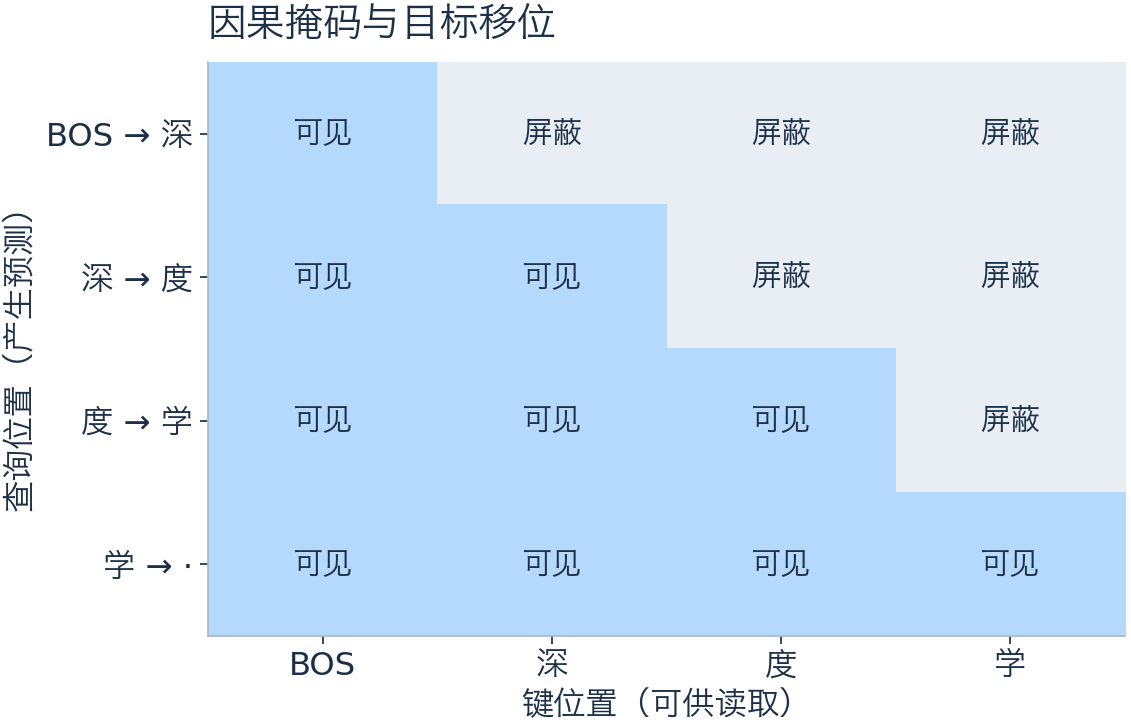 因果掩码与目标移位
查询位置（产生预测）
BOS → 深 可见 屏蔽 屏蔽 屏蔽
深 → 度 可见 可见 屏蔽 屏蔽
度 → 学 可见 可见 可见 屏蔽
学 → · 可见 可见 可见 可见
BOS 深 度 学
键位置（可供读取）